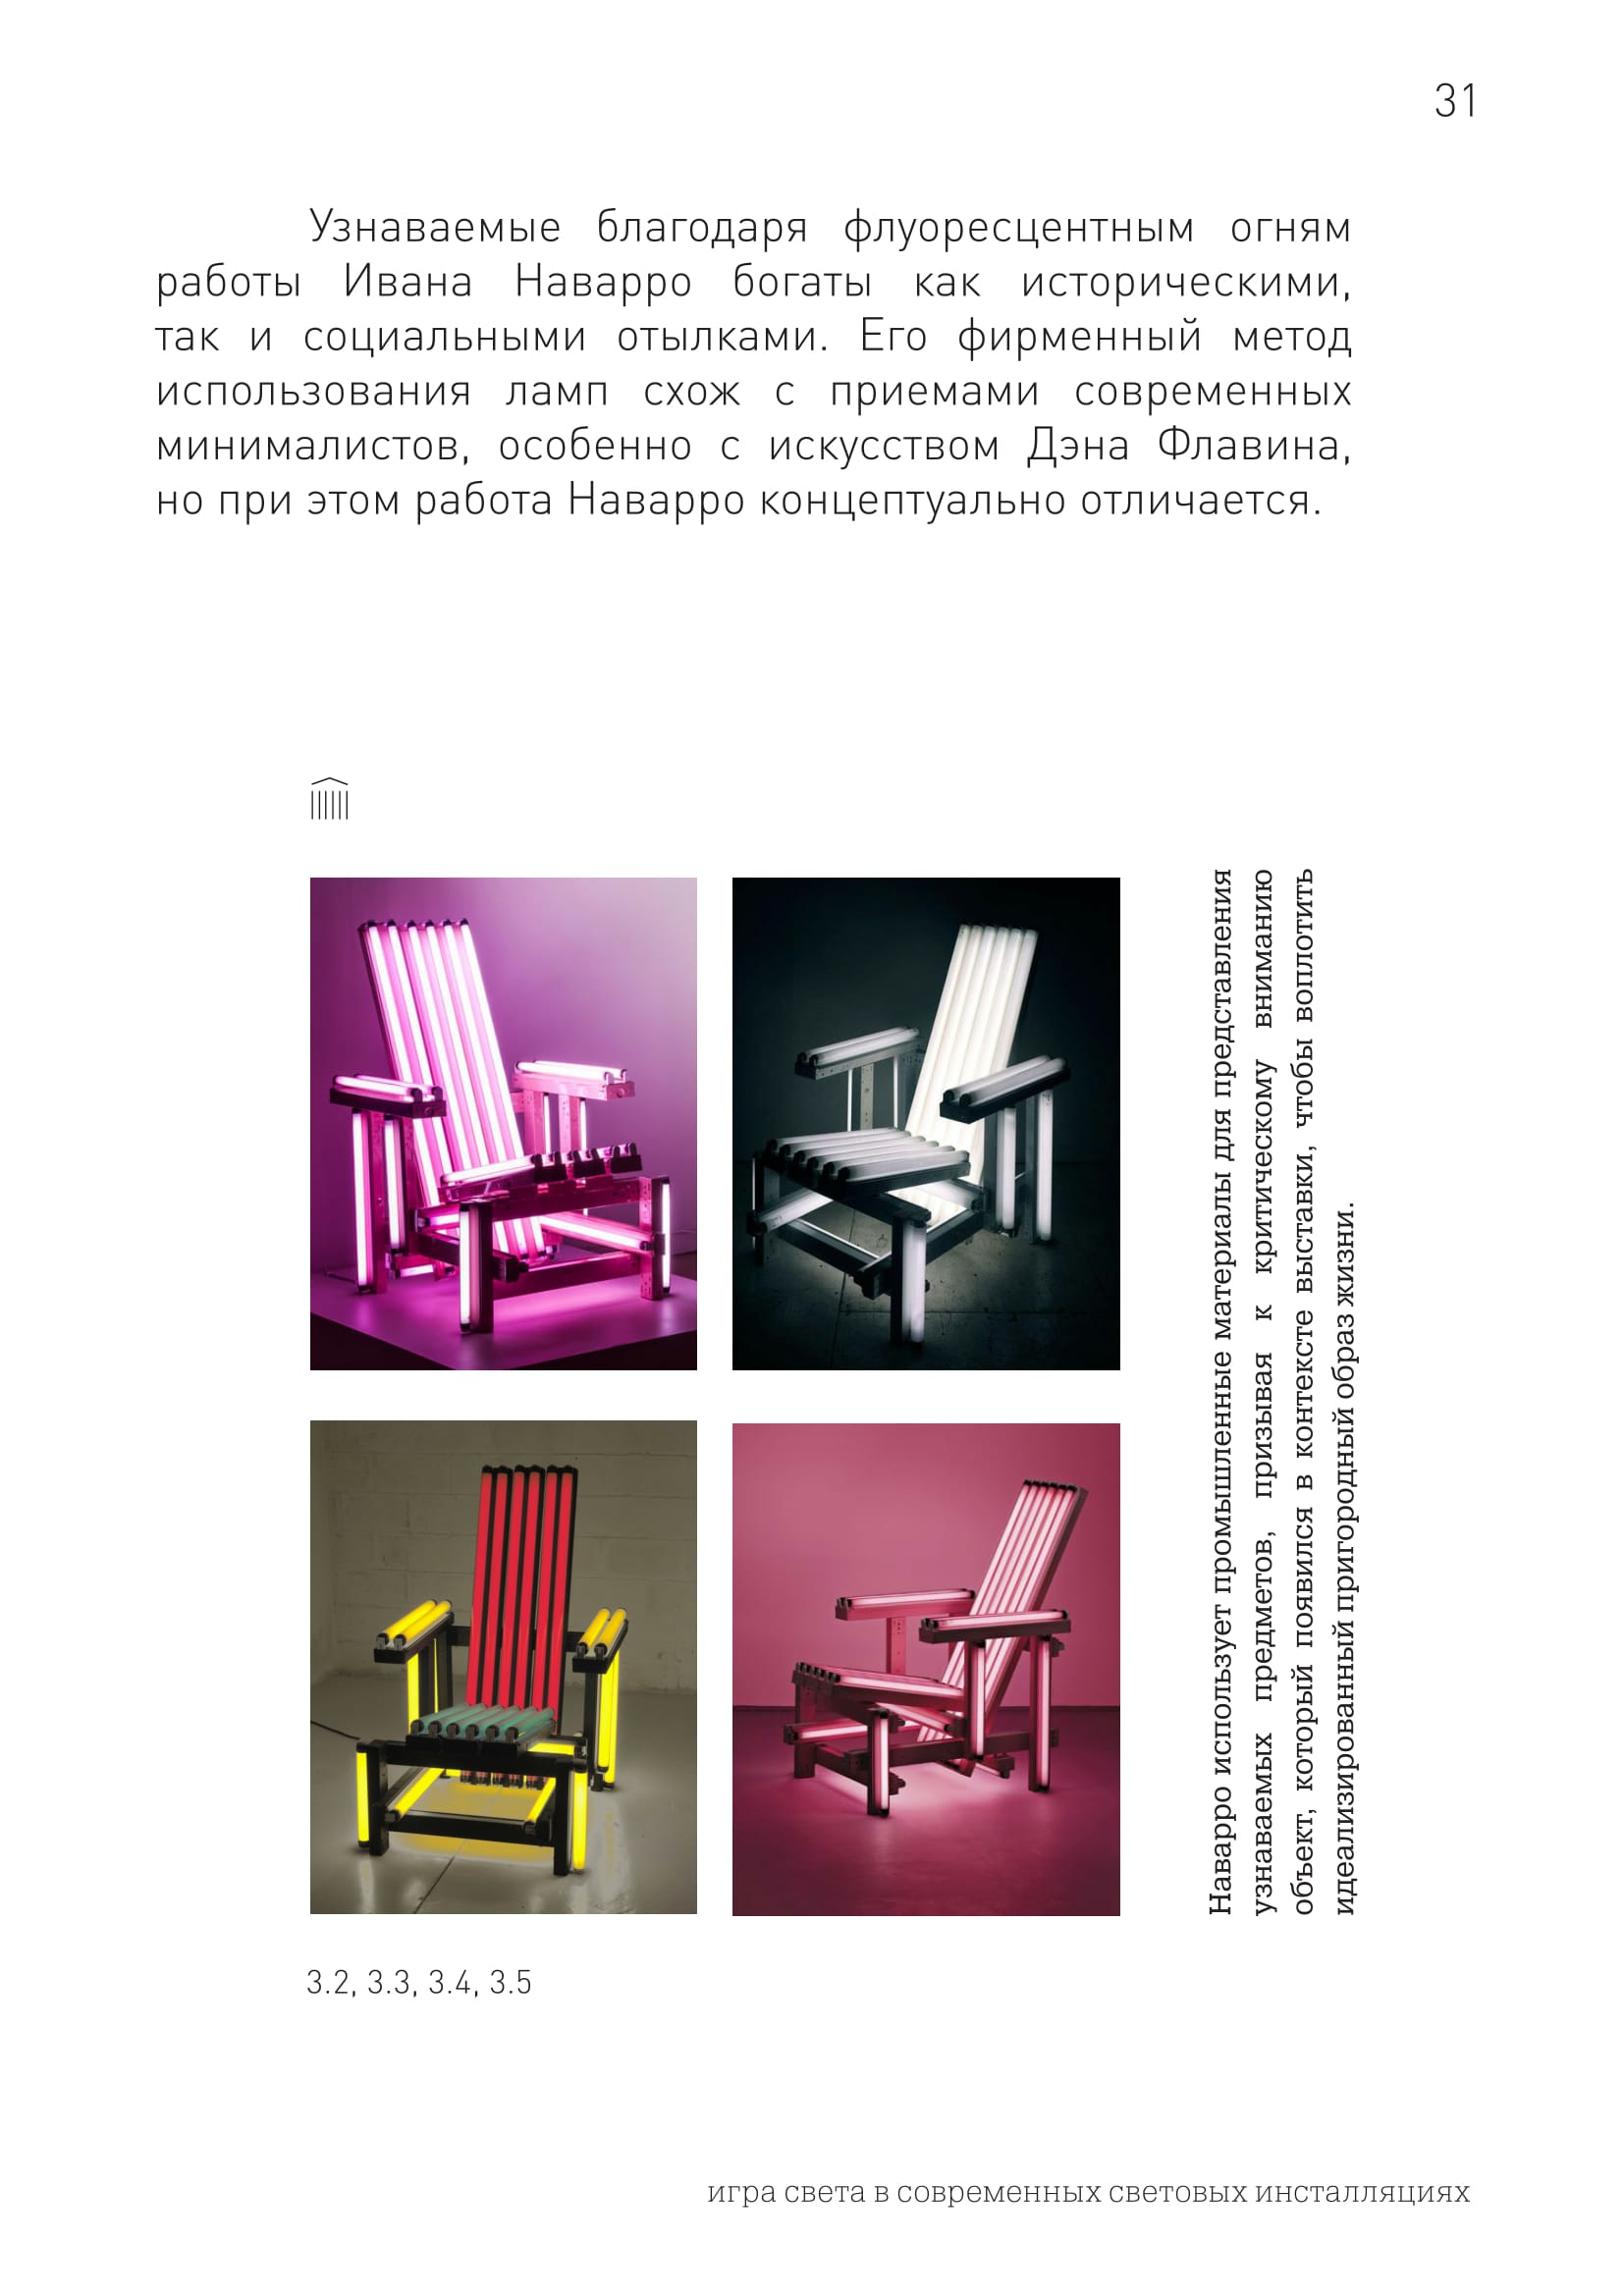 31
Узнаваемые благодаря флуоресцентным огням
работы Ивана Наварро богаты как историческими,
так и социальными отылками. Его фирменный метод
использования ламп схож с приемами современных
минималистов, особенно с искусством Дэна Флавина,
но при этом работа Наварро концептуально отличается.
Наварро использует промышленные материалы для представления
узнаваемых предметов, призывая к критическому вниманию
объект, который появился в контексте выставки, чтобы воплотить
идеализированный пригородный образ жизни.
3.2, 3.3, 3.4, 3.5
игра света в современных световых инсталляциях